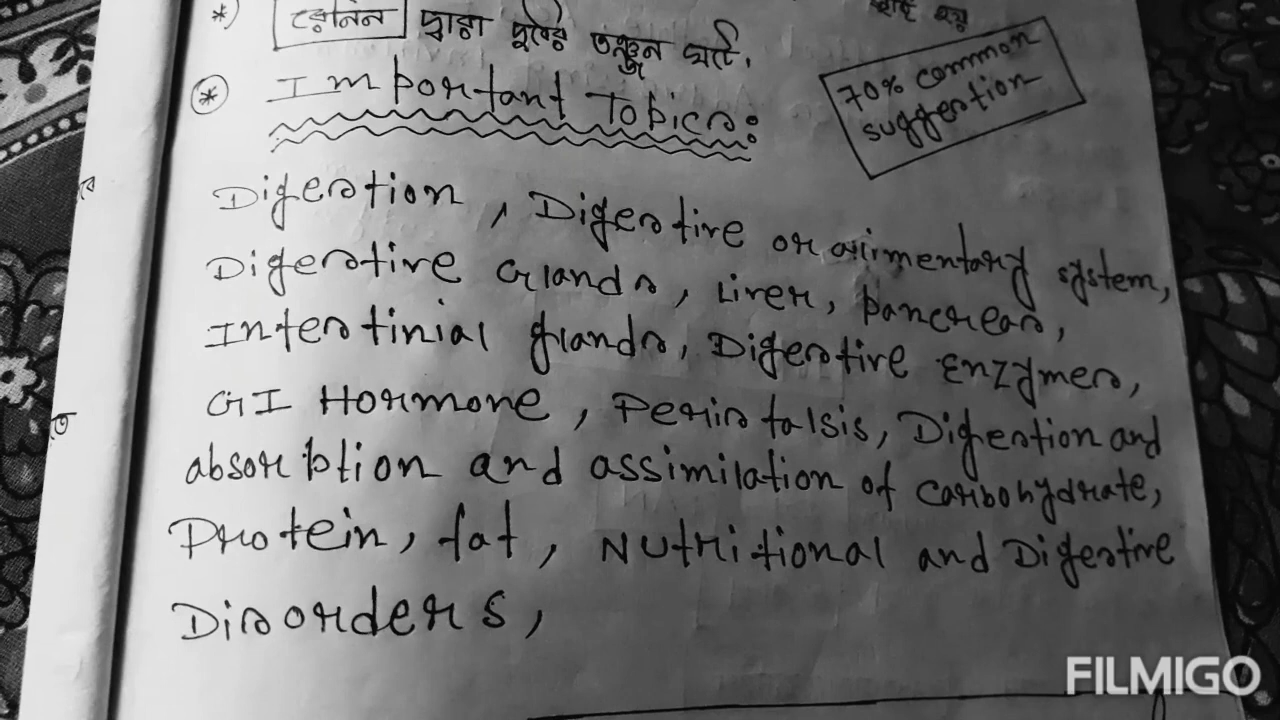 *) রেনিন দ্বারা দুধের তঞ্চন ঘটে.
* Important Topics:
70% common
suggestion
Digestion, Digestive or alimentary system,
Digestive Glands, Liver, pancreas,
Intestinial glands, Digestive Enzymes,
GI Hormone, Peristalsis, Digestion and
absorption and assimilation of carbohydrate,
Protein, fat, Nutritional and Digestive
Disorders,
FILMIGO